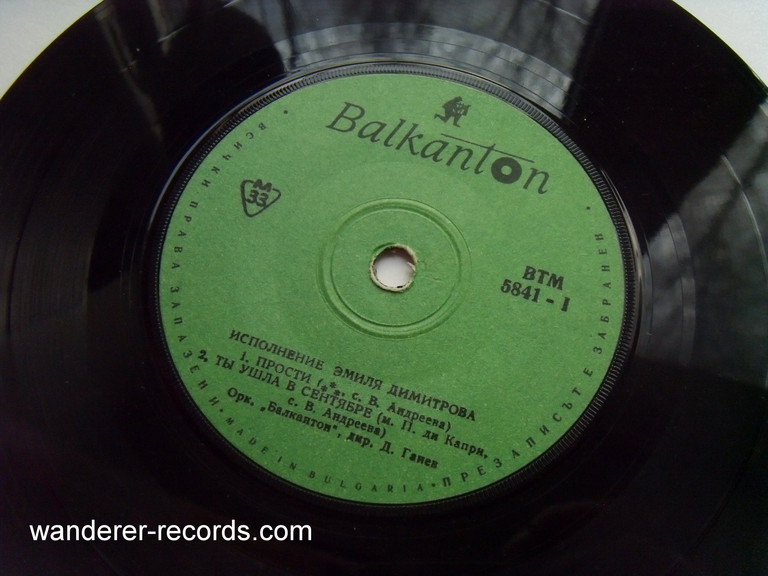 Balkanton
M
33
ВТМ
5841 - I
ИСПОЛНЕНИЕ ЭМИЛЯ ДИМИТРОВА
1. ПРОСТИ (*** с. В. Андреева)
2. ТЫ УШЛА В СЕНТЯБРЕ (м. П. ди Капри,
с. В. Андреева)
Орк. „Балкантон", дир. Д. Ганев
• ВСИЧКИ ПРАВА ЗАПАЗЕНИ • MADE IN BULGARIA • ПРЕЗАПИСЪТ Е ЗАБРАНЕН •
wanderer-records.com